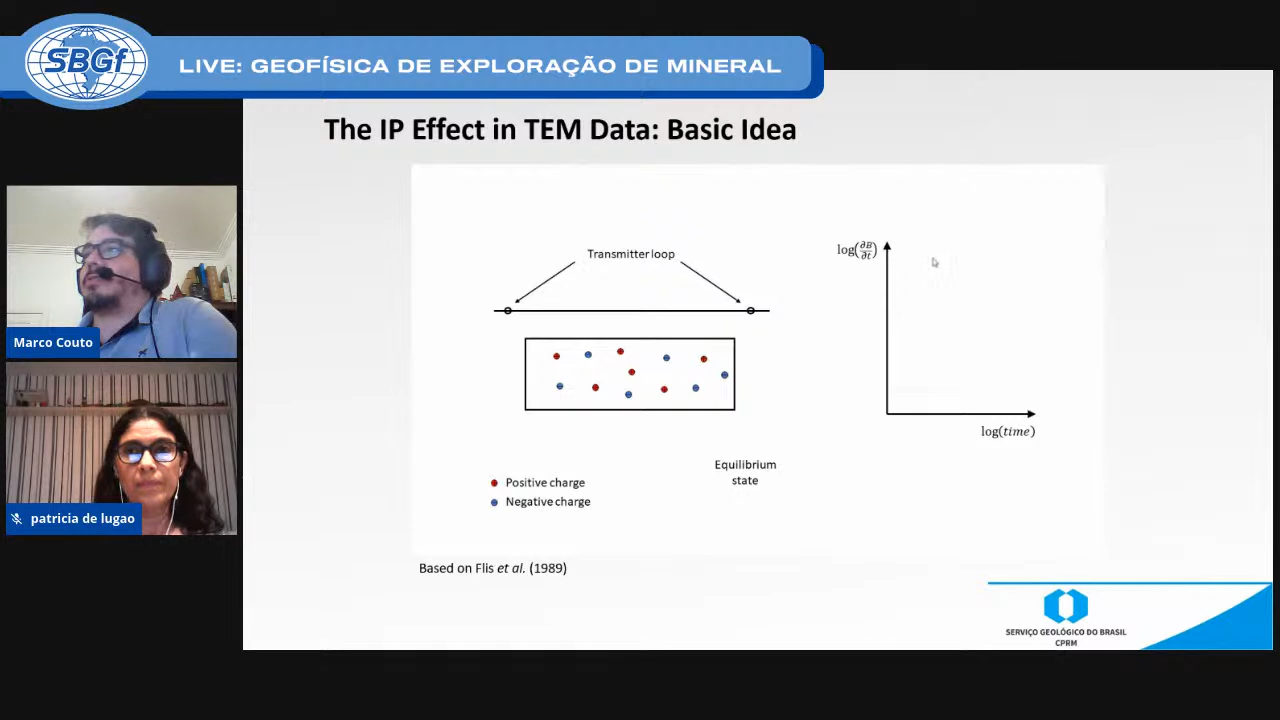 SBGf
LIVE: GEOFÍSICA DE EXPLORAÇÃO DE MINERAL
The IP Effect in TEM Data: Basic Idea
Transmitter loop
log(∂B/∂t)
log(time)
Equilibrium
state
Positive charge
Negative charge
Based on Flis et al. (1989)
SERVIÇO GEOLÓGICO DO BRASIL
CPRM
Marco Couto
patricia de lugao